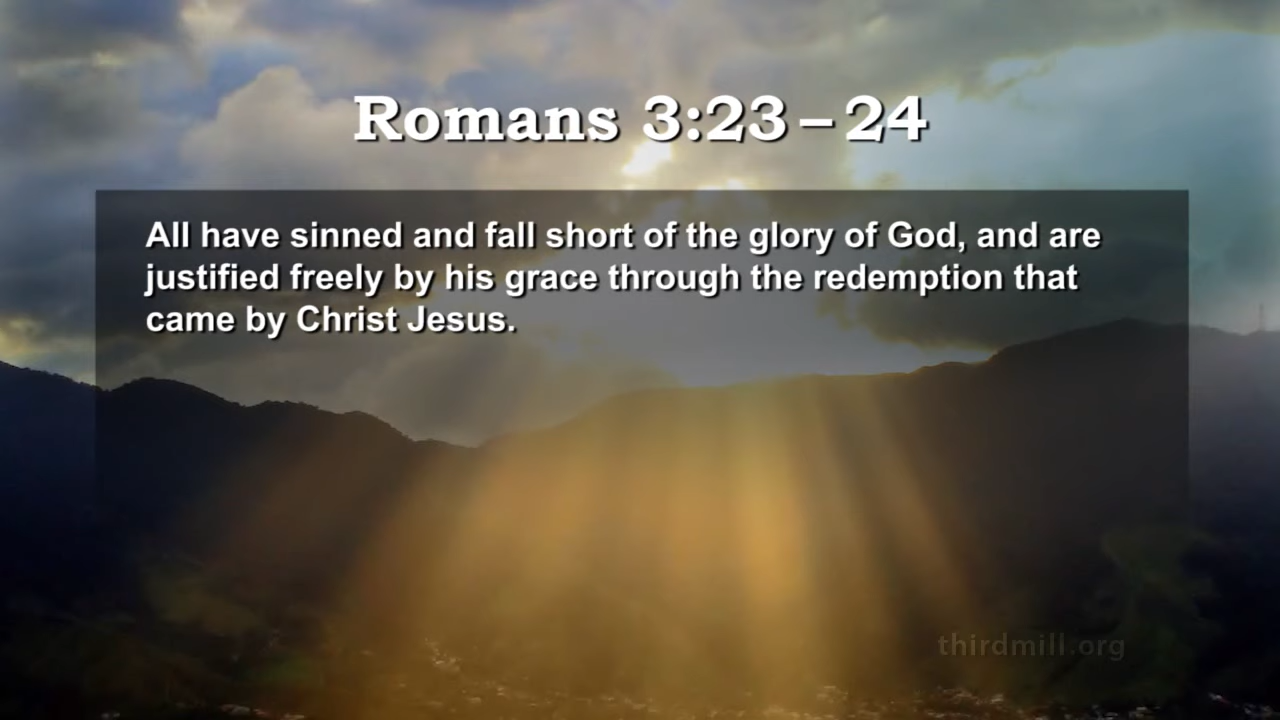 Romans 3:23–24
All have sinned and fall short of the glory of God, and are
justified freely by his grace through the redemption that
came by Christ Jesus.
thirdmill.org